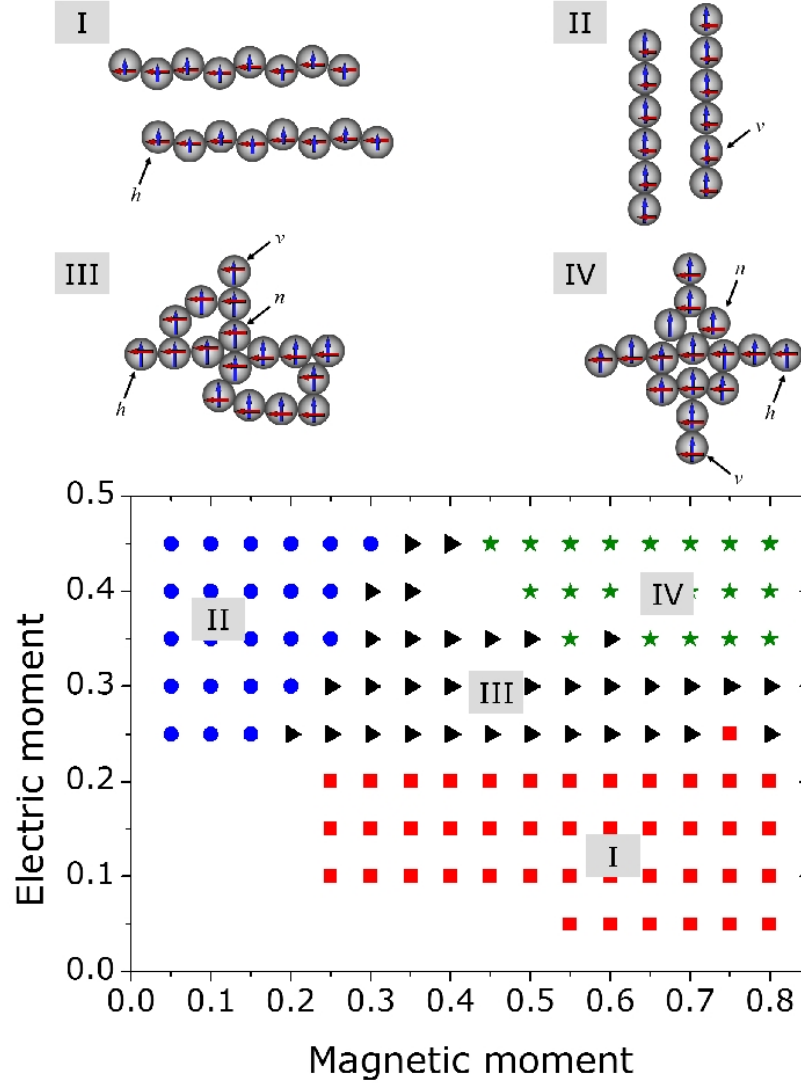 I
II
h
v
III
v
n
h
IV
n
h
v
Electric moment
0.5
0.4
0.3
0.2
0.1
0.0
II
IV
III
I
0.0 0.1 0.2 0.3 0.4 0.5 0.6 0.7 0.8
Magnetic moment